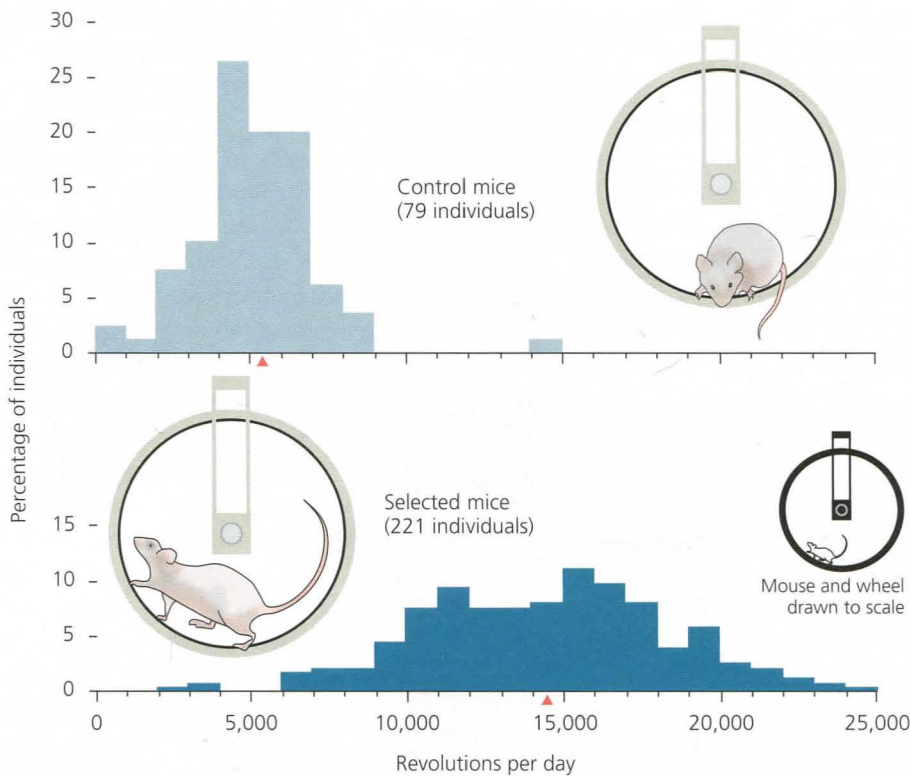 30
25
20
15
10
5
0
Control mice
(79 individuals)
Percentage of individuals
Selected mice
(221 individuals)
Mouse and wheel
drawn to scale
15
10
5
0
0
5,000
10,000
15,000
20,000
25,000
Revolutions per day